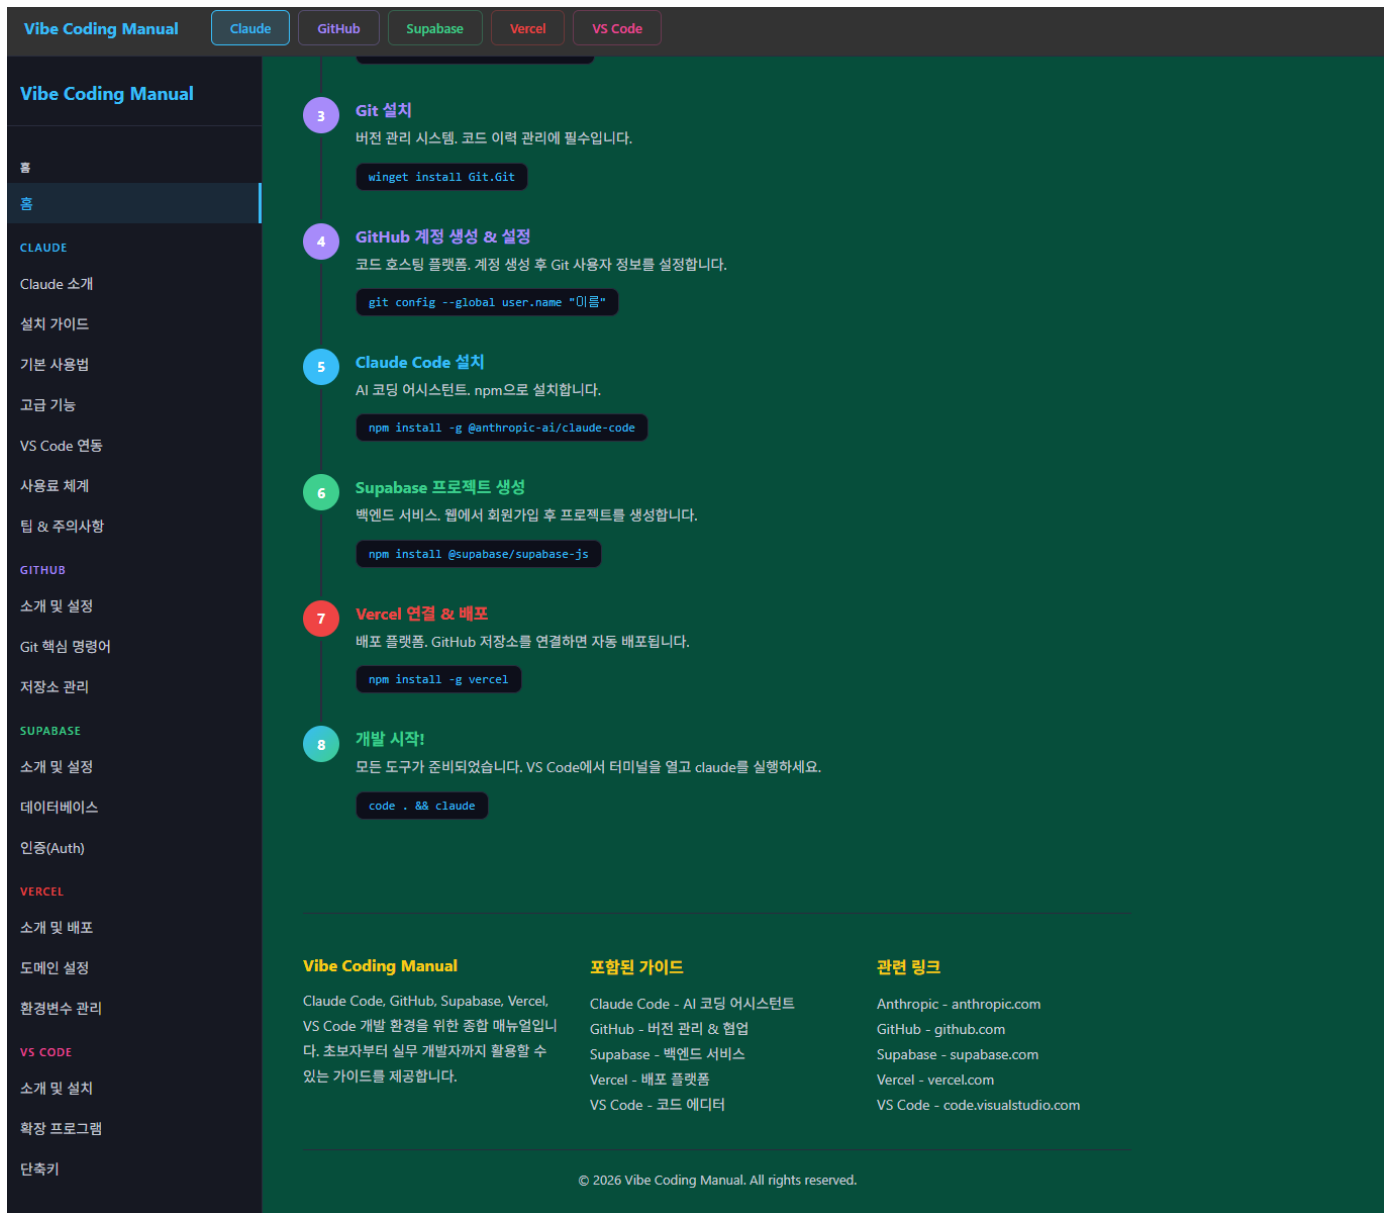 Vibe Coding Manual
Claude
GitHub
Supabase
Vercel
VS Code
Vibe Coding Manual
홈
홈
CLAUDE
Claude 소개
설치 가이드
기본 사용법
고급 기능
VS Code 연동
사용료 체계
팁 & 주의사항
GITHUB
소개 및 설정
Git 핵심 명령어
저장소 관리
SUPABASE
소개 및 설정
데이터베이스
인증(Auth)
VERCEL
소개 및 배포
도메인 설정
환경변수 관리
VS CODE
소개 및 설치
확장 프로그램
단축키
3
Git 설치
버전 관리 시스템. 코드 이력 관리에 필수입니다.
winget install Git.Git
4
GitHub 계정 생성 & 설정
코드 호스팅 플랫폼. 계정 생성 후 Git 사용자 정보를 설정합니다.
git config --global user.name "이름"
5
Claude Code 설치
AI 코딩 어시스턴트. npm으로 설치합니다.
npm install -g @anthropic-ai/claude-code
6
Supabase 프로젝트 생성
백엔드 서비스. 웹에서 회원가입 후 프로젝트를 생성합니다.
npm install @supabase/supabase-js
7
Vercel 연결 & 배포
배포 플랫폼. GitHub 저장소를 연결하면 자동 배포됩니다.
npm install -g vercel
8
개발 시작!
모든 도구가 준비되었습니다. VS Code에서 터미널을 열고 claude를 실행하세요.
code . && claude
Vibe Coding Manual
Claude Code, GitHub, Supabase, Vercel,
VS Code 개발 환경을 위한 종합 매뉴얼입니
다. 초보자부터 실무 개발자까지 활용할 수
있는 가이드를 제공합니다.
포함된 가이드
Claude Code - AI 코딩 어시스턴트
GitHub - 버전 관리 & 협업
Supabase - 백엔드 서비스
Vercel - 배포 플랫폼
VS Code - 코드 에디터
관련 링크
Anthropic - anthropic.com
GitHub - github.com
Supabase - supabase.com
Vercel - vercel.com
VS Code - code.visualstudio.com
© 2026 Vibe Coding Manual. All rights reserved.